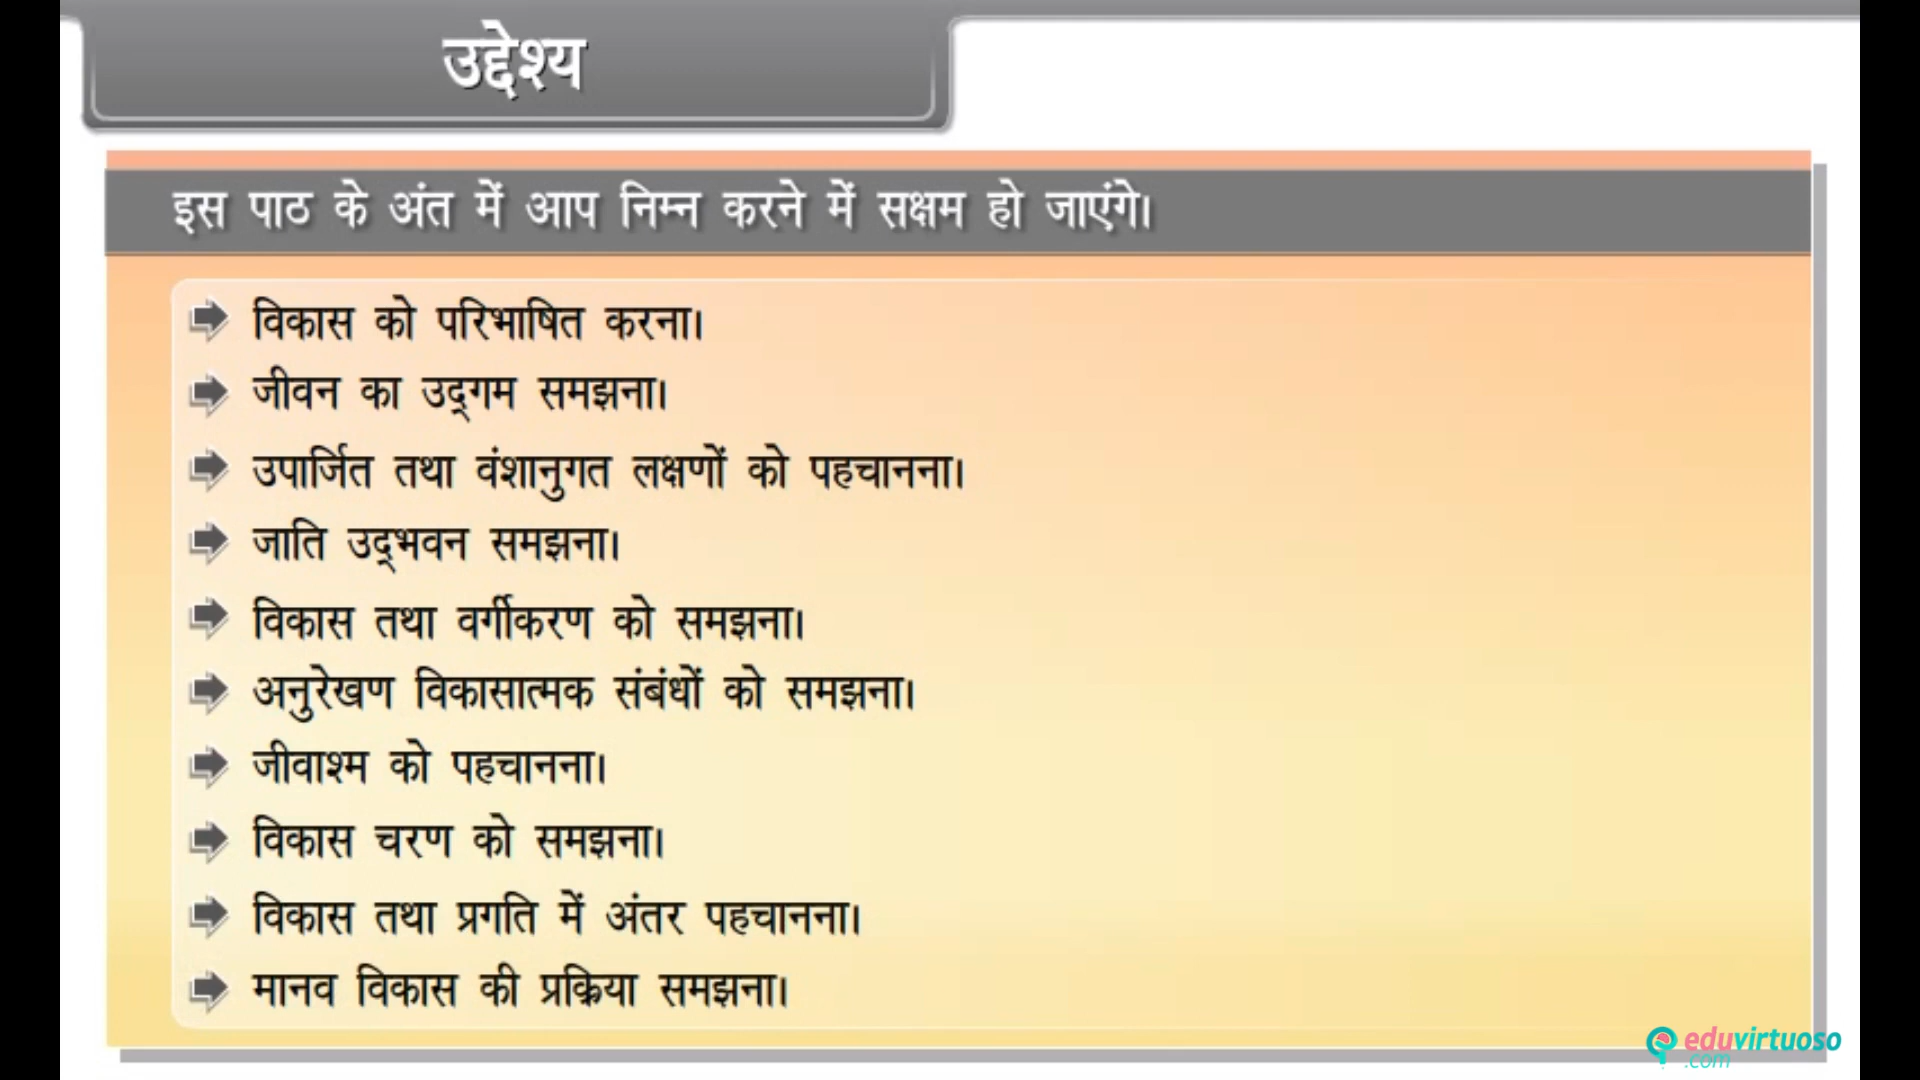 उद्देश्य
इस पाठ के अंत में आप निम्न करने में सक्षम हो जाएंगे।
विकास को परिभाषित करना।
जीवन का उद्‌गम समझना।
उपार्जित तथा वंशानुगत लक्षणों को पहचानना।
जाति उद्‌भवन समझना।
विकास तथा वर्गीकरण को समझना।
अनुरेखण विकासात्मक संबंधों को समझना।
जीवाश्म को पहचानना।
विकास चरण को समझना।
विकास तथा प्रगति में अंतर पहचानना।
मानव विकास की प्रक्रिया समझना।
eduvirtuoso
.com